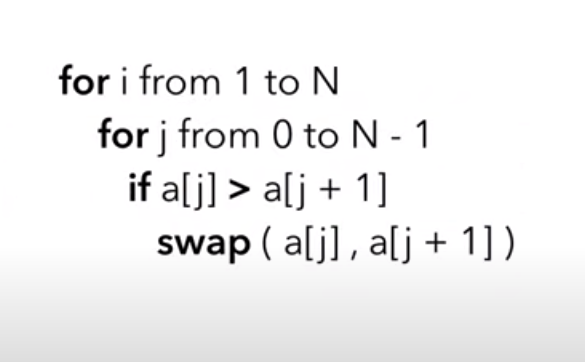 for i from 1 to N
for j from 0 to N - 1
if a[j] > a[j + 1]
swap ( a[j] , a[j + 1] )